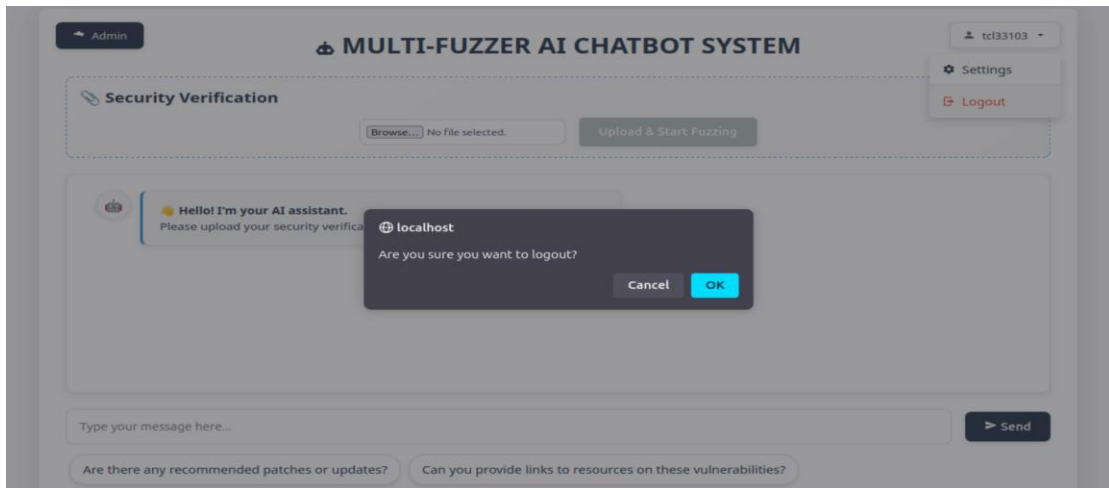 Admin
MULTI-FUZZER AI CHATBOT SYSTEM
tcl33103
Settings
Logout
Security Verification
Browse... No file selected.
Upload & Start Fuzzing
Hello! I'm your AI assistant.
Please upload your security verifica
localhost
Are you sure you want to logout?
Cancel OK
Type your message here...
Send
Are there any recommended patches or updates?
Can you provide links to resources on these vulnerabilities?